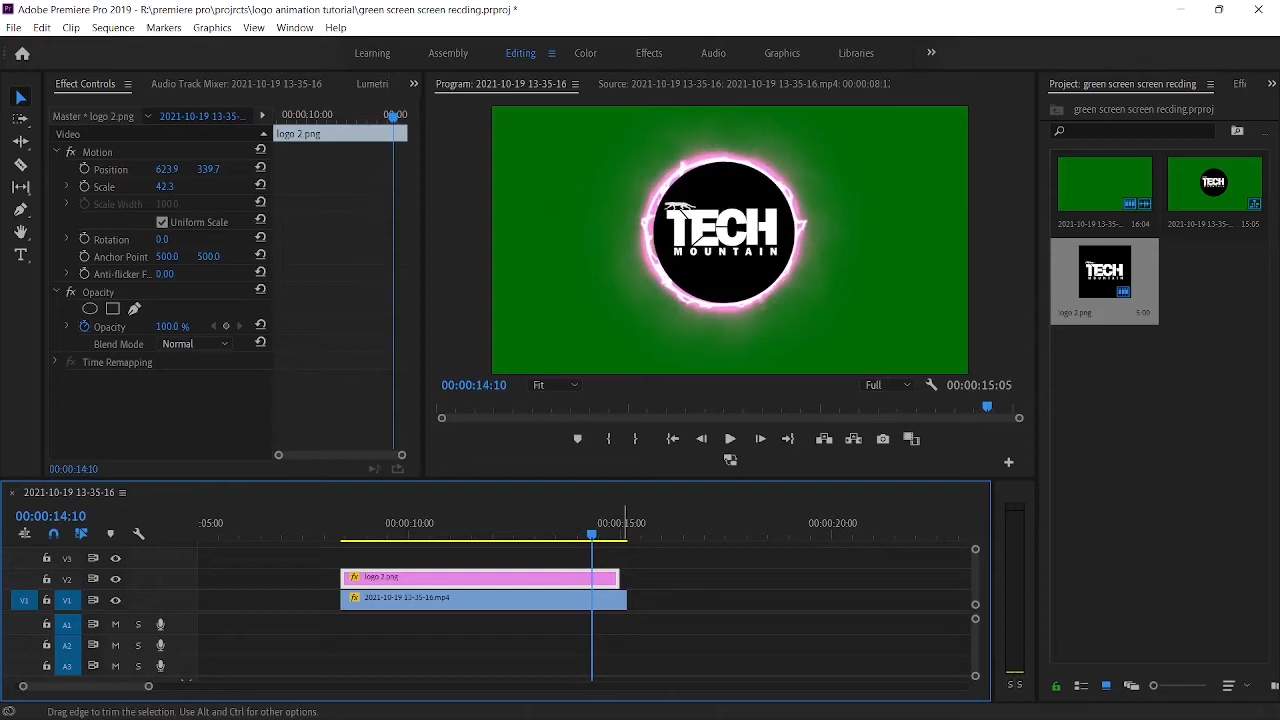 Adobe Premiere Pro 2019 - R:\premiere pro\projrcts\logo animation tutorial\green screen screen recding.prproj *
File Edit Clip Sequence Markers Graphics View Window Help
Learning Assembly Editing Color Effects Audio Graphics Libraries
Effect Controls Audio Track Mixer: 2021-10-19 13-35-16 Lumetri
Program: 2021-10-19 13-35-16 Source: 2021-10-19 13-35-16: 2021-10-19 13-35-16.mp4: 00:00:08:12
Project: green screen screen recding Effe
Master * logo 2.png 2021-10-19 13-35-... 00:00:10:00 00:00
Video logo 2.png
Motion
Position 623.9 339.7
Scale 42.3
Scale Width 100.0
Uniform Scale
Rotation 0.0
Anchor Point 500.0 500.0
Anti-flicker F... 0.00
Opacity
Opacity 100.0 %
Blend Mode Normal
Time Remapping
00:00:14:10
TECH
MOUNTAIN
00:00:14:10 Fit Full 00:00:15:05
green screen screen recding.prproj
2021-10-19 13-35-... 16:04 2021-10-19 13-35-... 15:05
TECH
MOUNTAIN
logo 2.png 5:00
2021-10-19 13-35-16
00:00:14:10
:05:00 00:00:10:00 00:00:15:00 00:00:20:00
V3
V2 logo 2.png
V1 V1 2021-10-19 13-35-16.mp4
A1 M S
A2 M S
A3 M S
S S
Drag edge to trim the selection. Use Alt and Ctrl for other options.